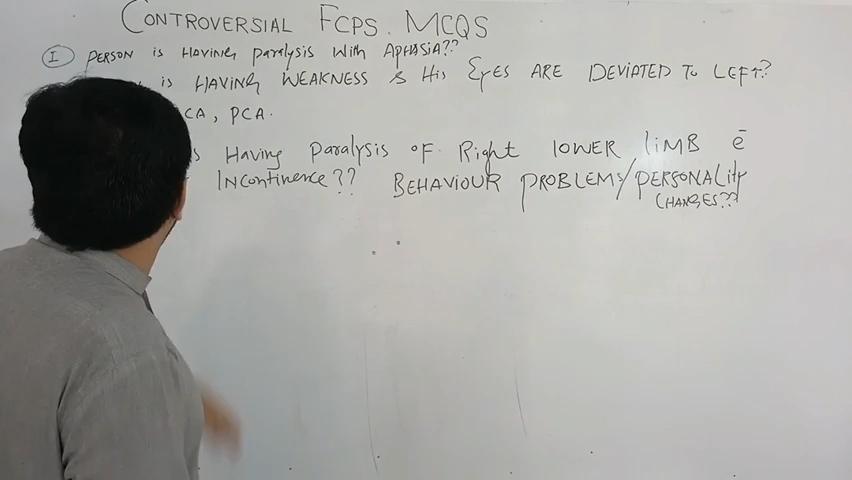 CONTROVERSIAL FCPS. MCQS
I PERSON is HAVING Paralysis with APHASIA??
is HAVING WEAKNESS & His Eyes ARE DEVIATED TO LEFT?
CA, PCA.
s Having Paralysis OF Right LOWER LiMB ē
INContinence?? BEHAVIOUR PROBLEMS/PERSONALity
CHANGES??